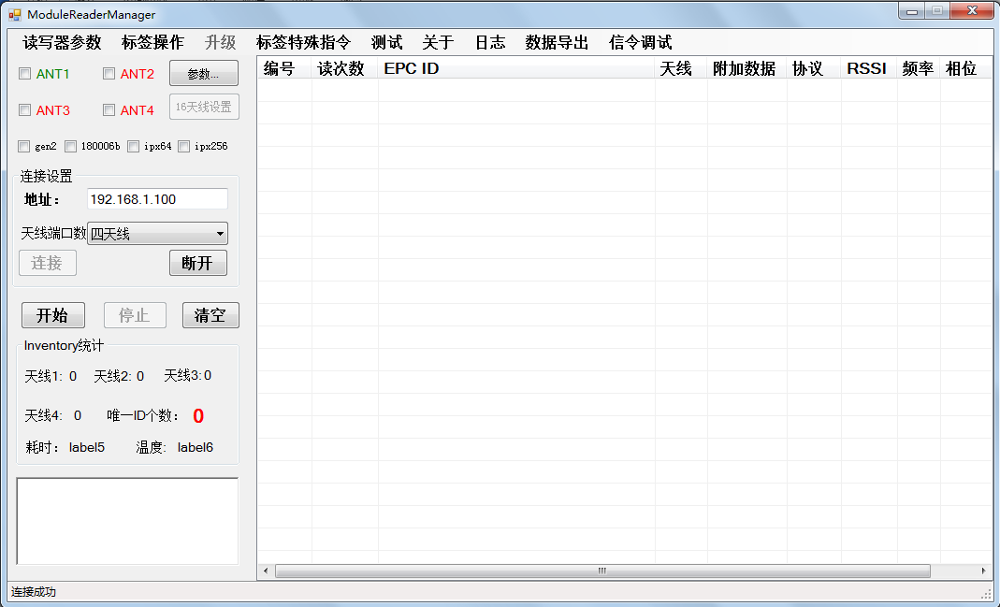 ModuleReaderManager
读写器参数 标签操作 升级 标签特殊指令 测试 关于 日志 数据导出 信令调试
ANT1 ANT2 参数...
ANT3 ANT4 16天线设置
gen2 180006b ipx64 ipx256
连接设置
地址： 192.168.1.100
天线端口数 四天线
连接 断开
开始 停止 清空
Inventory统计
天线1: 0 天线2: 0 天线3:0
天线4: 0 唯一ID个数： 0
耗时： label5 温度: label6
编号 读次数 EPC ID 天线 附加数据 协议 RSSI 频率 相位
连接成功